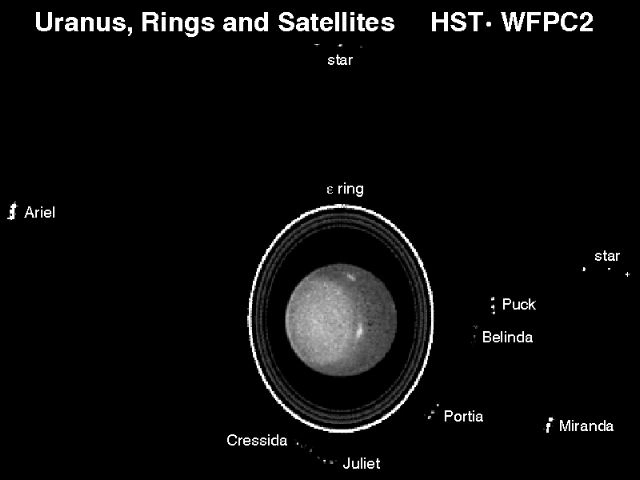 Uranus, Rings and Satellites HST· WFPC2
star
ε ring
Ariel
star
Puck
Belinda
Portia
Miranda
Cressida
Juliet